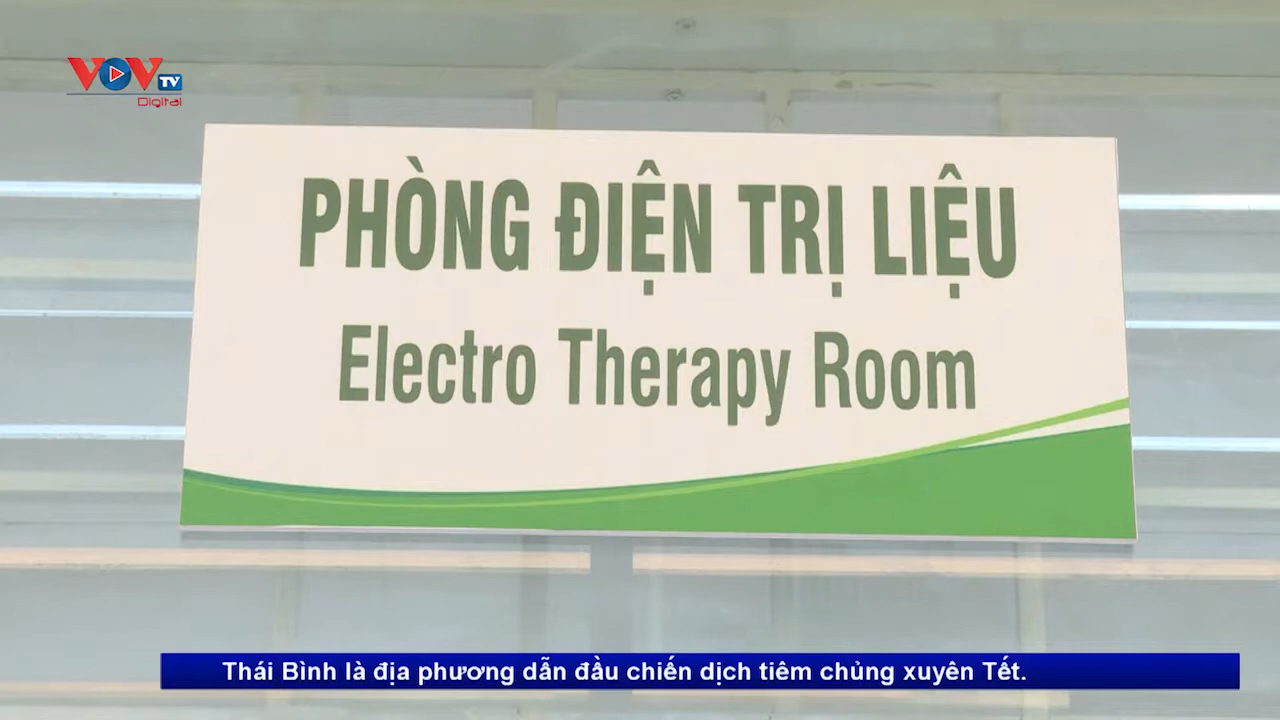 VOV TV
Digital
PHÒNG ĐIỆN TRỊ LIỆU
Electro Therapy Room
Thái Bình là địa phương dẫn đầu chiến dịch tiêm chủng xuyên Tết.